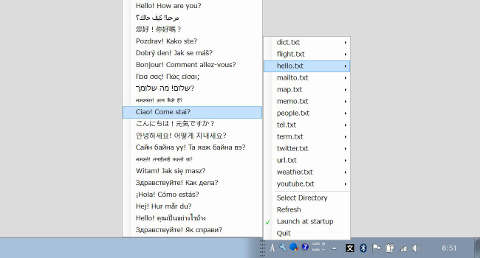 Hello! How are you?
مرحبا! كيف حالك؟
您好！你好嗎？
Pozdrav! Kako ste?
Dobrý den! Jak se máš?
Bonjour! Comment allez-vous?
Γεια σας! Πώς είσαι;
שלום! מה שלומך?
Ciao! Come stai?
こんにちは！元気ですか？
안녕하세요! 어떻게 지내세요?
Сайн байна уу! Та яаж байна вэ?
Witam! Jak się masz?
Здравствуйте! Как дела?
¡Hola! Cómo estás?
Hej! Hur mår du?
Hello! คุณเป็นอย่างไรบ้าง
Здравствуйте! Як справи?
dict.txt
flight.txt
hello.txt
mailto.txt
map.txt
memo.txt
people.txt
tel.txt
term.txt
twitter.txt
url.txt
weather.txt
youtube.txt
Select Directory
Refresh
Launch at startup
Quit
8:51